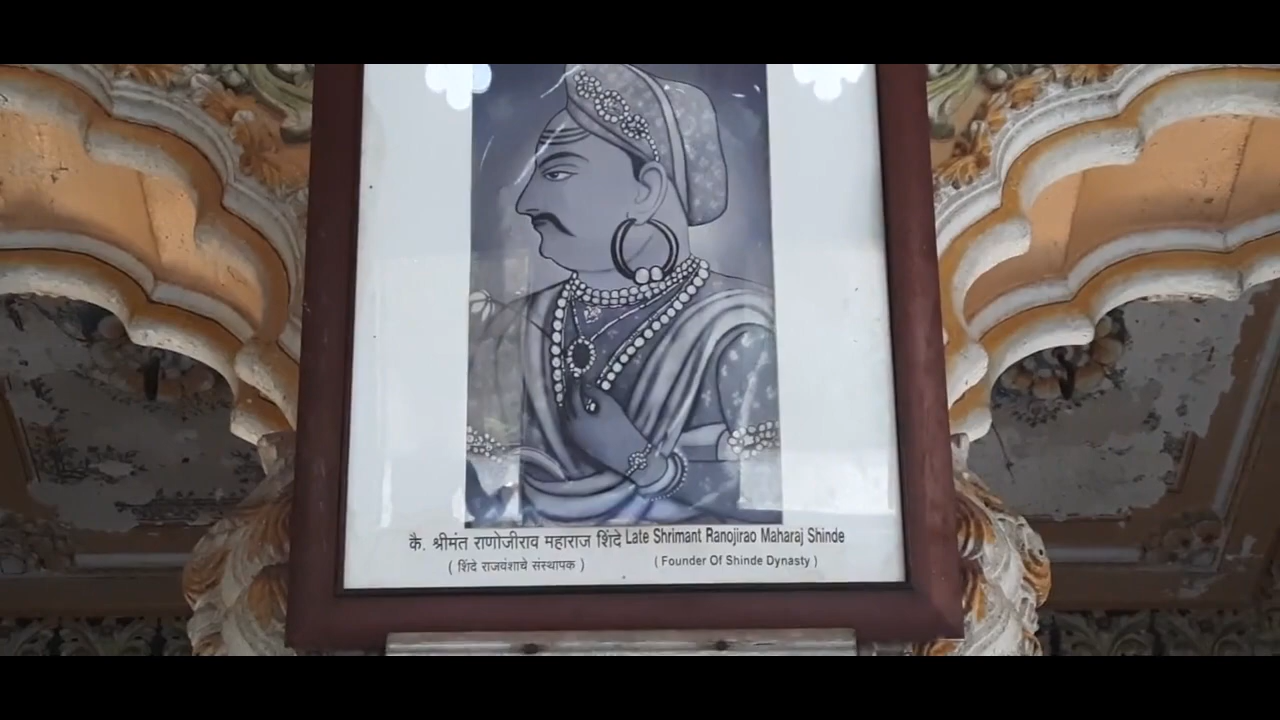 कै. श्रीमंत राणोजीराव महाराज शिंदे Late Shrimant Ranojirao Maharaj Shinde
( शिंदे राजवंशाचे संस्थापक ) ( Founder Of Shinde Dynasty )